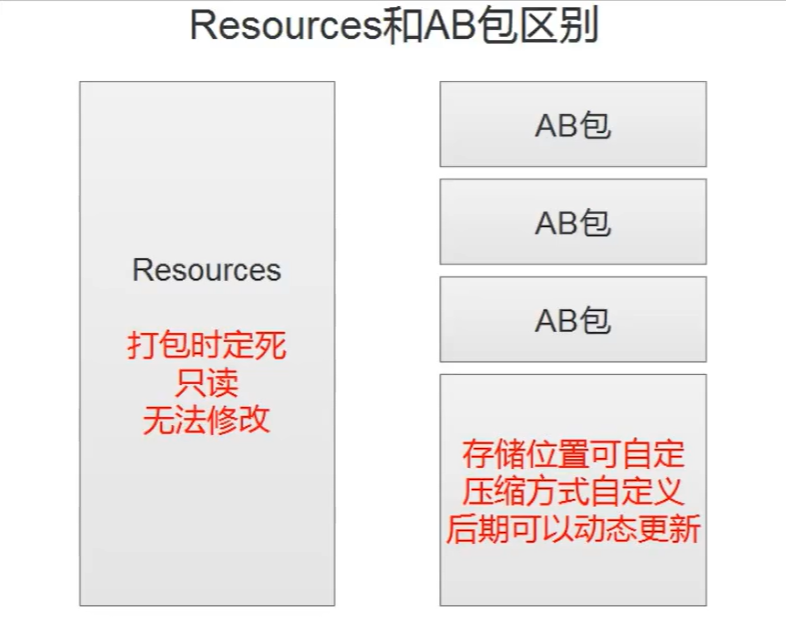 Resources和AB包区别
Resources
打包时定死
只读
无法修改
AB包
AB包
AB包
存储位置可自定
压缩方式自定义
后期可以动态更新